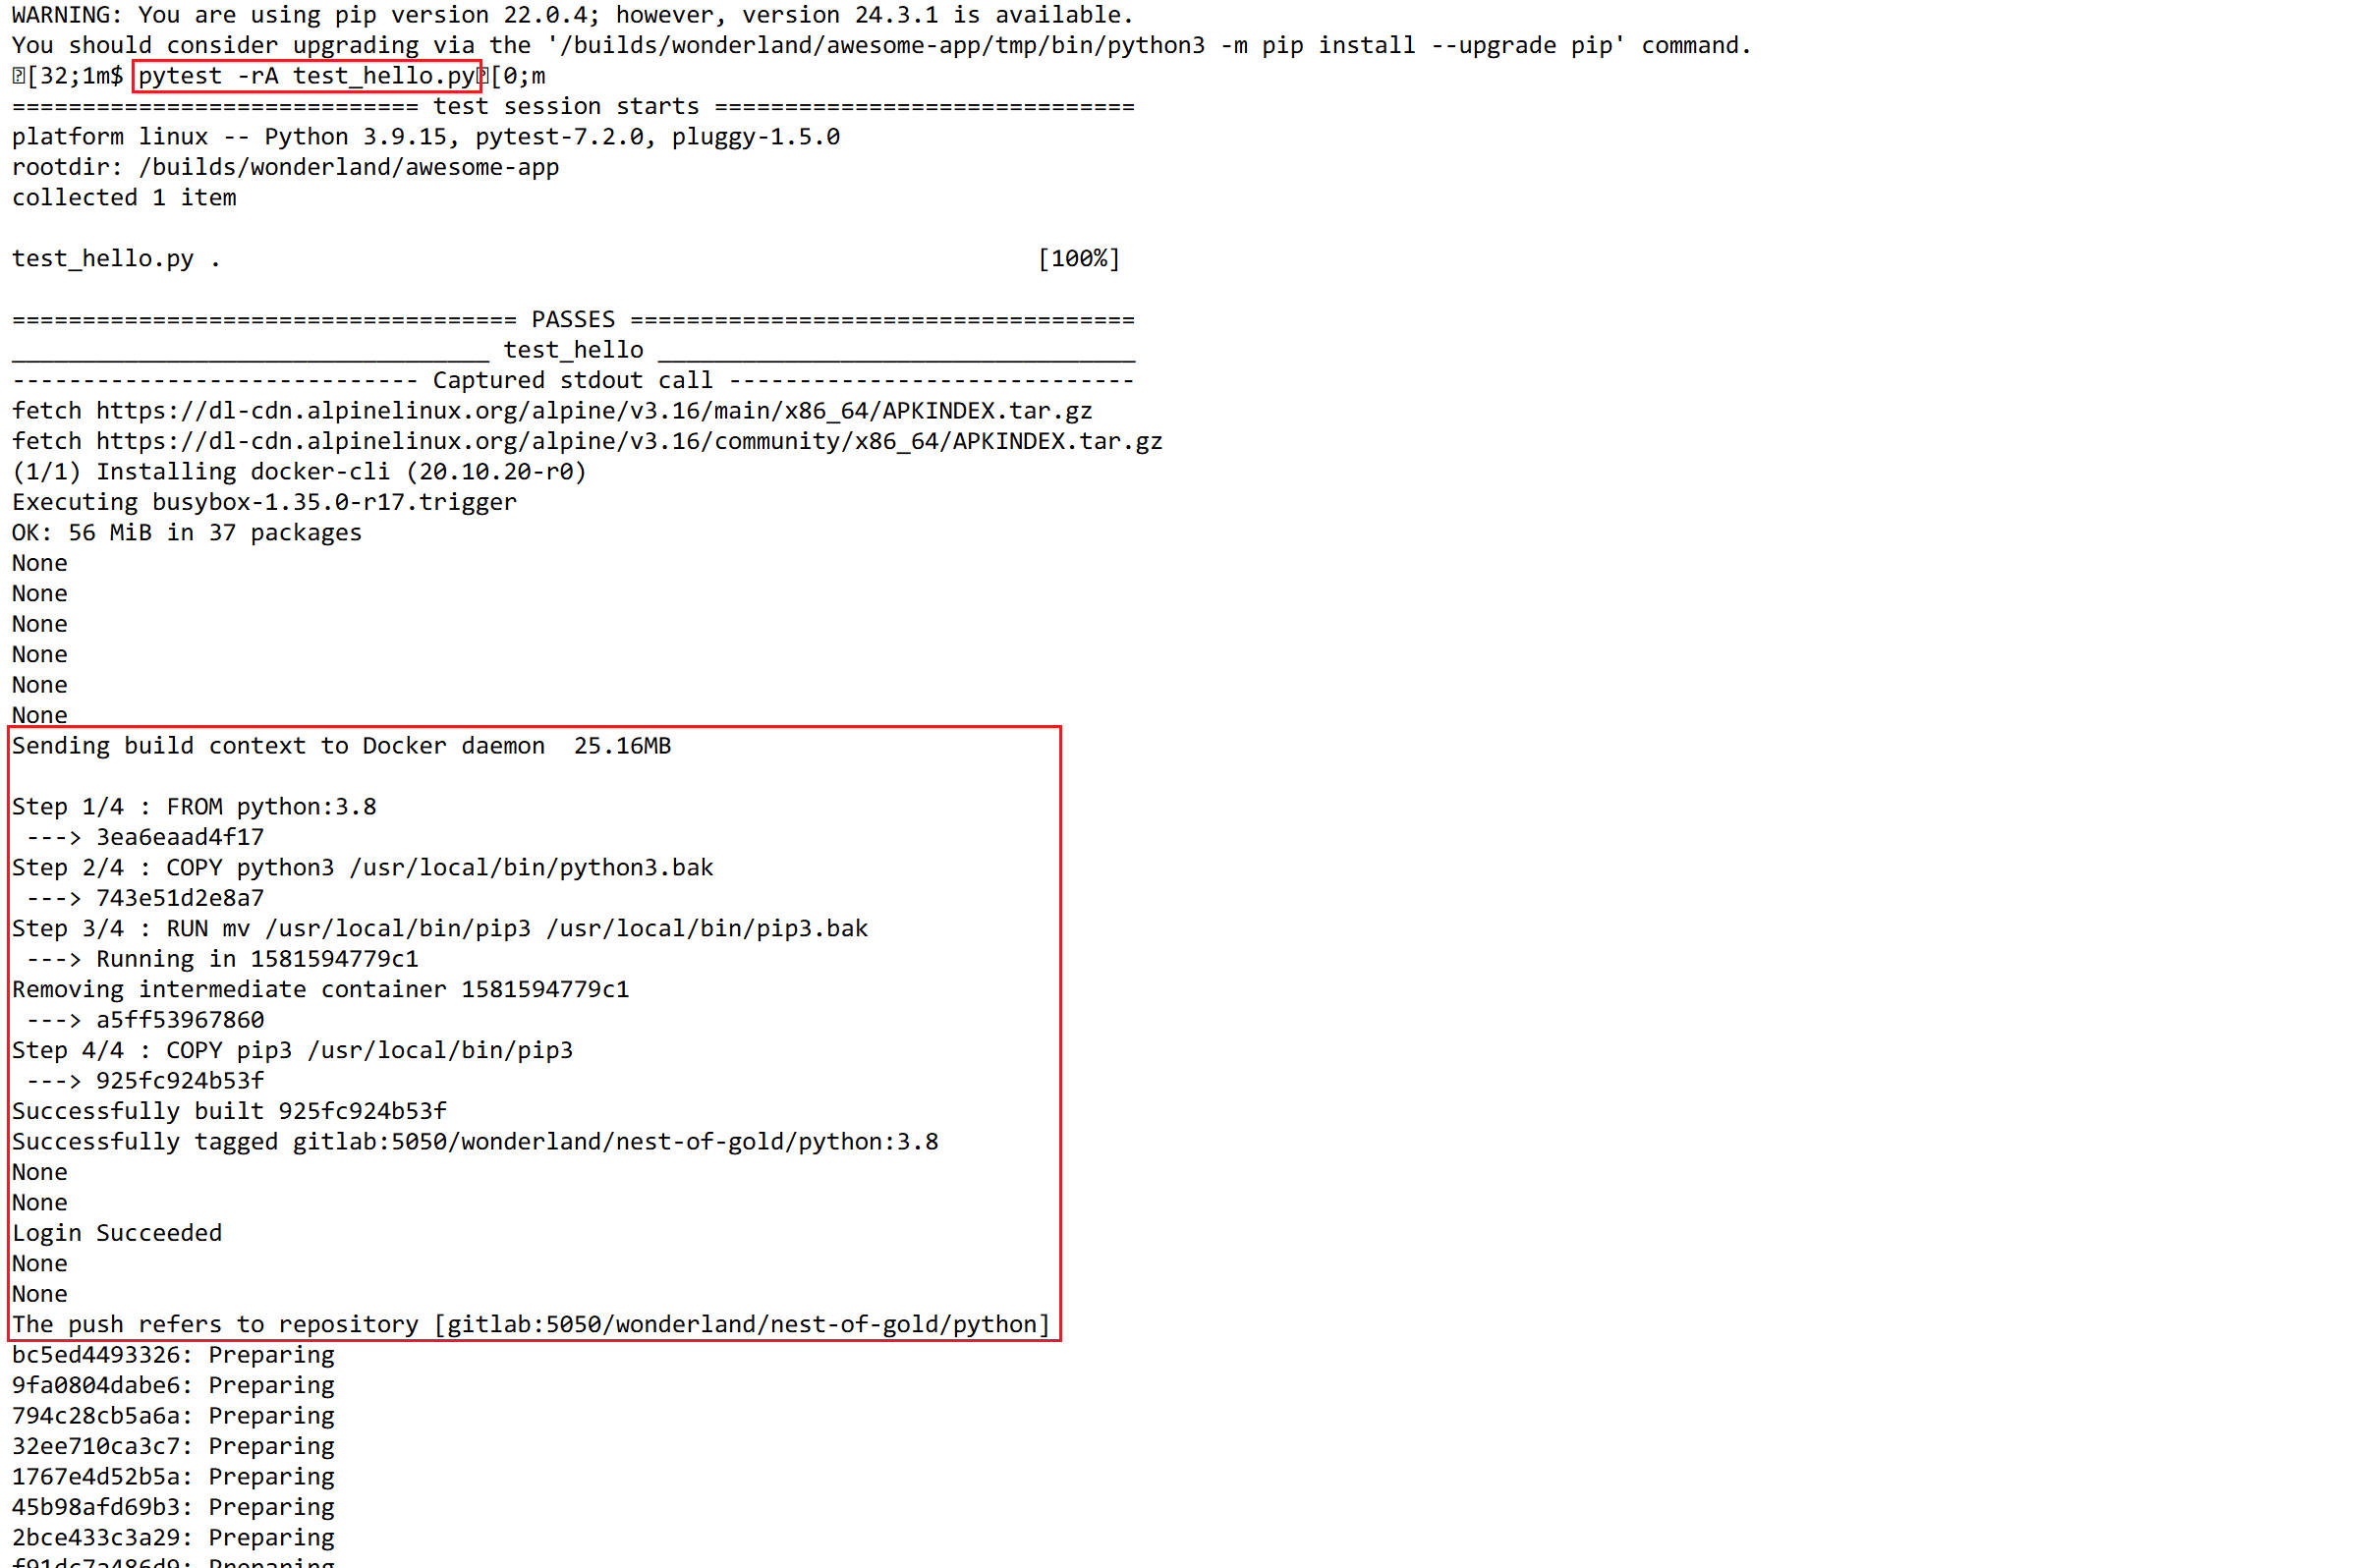 WARNING: You are using pip version 22.0.4; however, version 24.3.1 is available.
You should consider upgrading via the '/builds/wonderland/awesome-app/tmp/bin/python3 -m pip install --upgrade pip' command.
[32;1m$ pytest -rA test_hello.py[0;m
============================= test session starts ==============================
platform linux -- Python 3.9.15, pytest-7.2.0, pluggy-1.5.0
rootdir: /builds/wonderland/awesome-app
collected 1 item
test_hello.py . [100%]
==================================== PASSES ====================================
__________________________________ test_hello __________________________________
----------------------------- Captured stdout call -----------------------------
fetch https://dl-cdn.alpinelinux.org/alpine/v3.16/main/x86_64/APKINDEX.tar.gz
fetch https://dl-cdn.alpinelinux.org/alpine/v3.16/community/x86_64/APKINDEX.tar.gz
(1/1) Installing docker-cli (20.10.20-r0)
Executing busybox-1.35.0-r17.trigger
OK: 56 MiB in 37 packages
None
None
None
None
None
None
Sending build context to Docker daemon  25.16MB
Step 1/4 : FROM python:3.8
 ---> 3ea6eaad4f17
Step 2/4 : COPY python3 /usr/local/bin/python3.bak
 ---> 743e51d2e8a7
Step 3/4 : RUN mv /usr/local/bin/pip3 /usr/local/bin/pip3.bak
 ---> Running in 1581594779c1
Removing intermediate container 1581594779c1
 ---> a5ff53967860
Step 4/4 : COPY pip3 /usr/local/bin/pip3
 ---> 925fc924b53f
Successfully built 925fc924b53f
Successfully tagged gitlab:5050/wonderland/nest-of-gold/python:3.8
None
None
Login Succeeded
None
None
The push refers to repository [gitlab:5050/wonderland/nest-of-gold/python]
bc5ed4493326: Preparing
9fa0804dabe6: Preparing
794c28cb5a6a: Preparing
32ee710ca3c7: Preparing
1767e4d52b5a: Preparing
45b98afd69b3: Preparing
2bce433c3a29: Preparing
f91dc7a486d9: Preparing